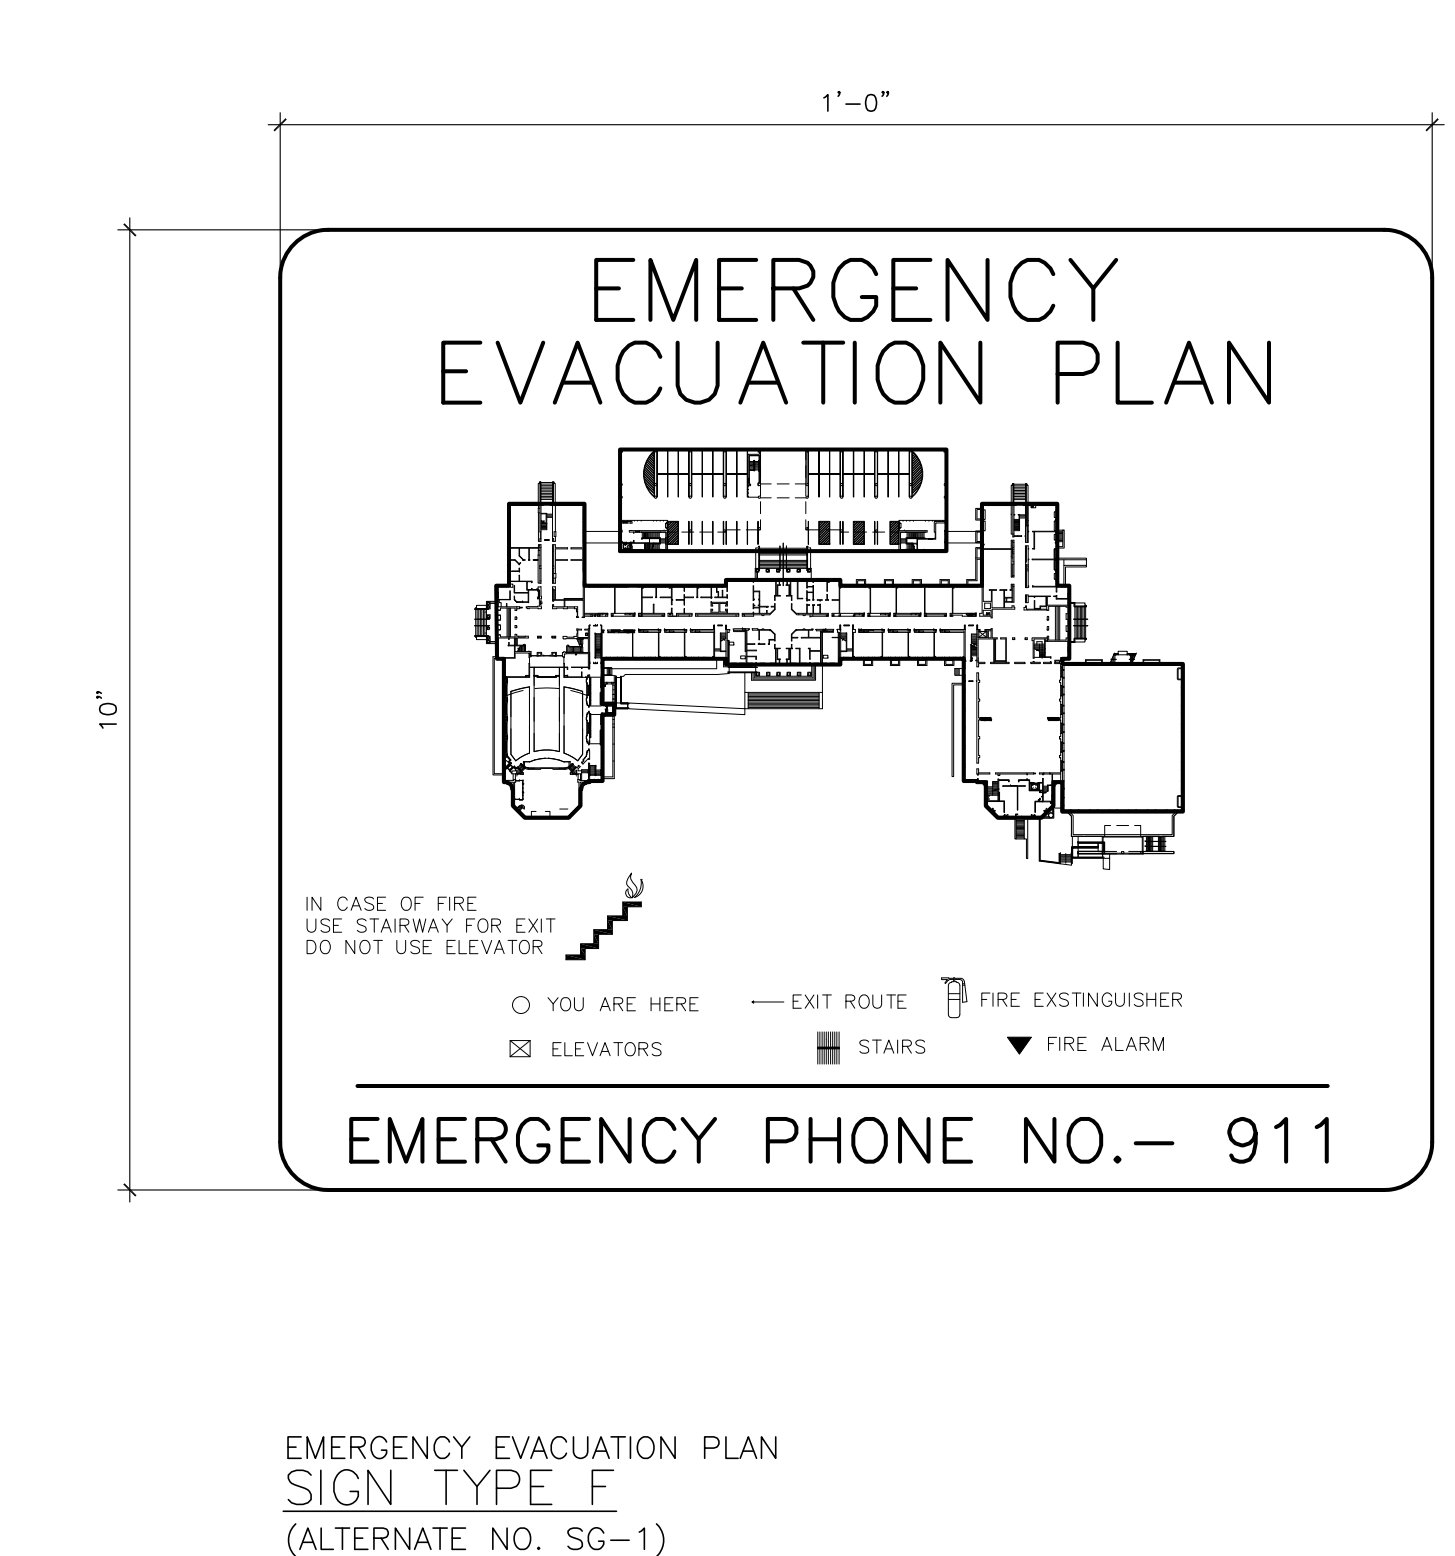 1'-0"
10"
EMERGENCY
EVACUATION PLAN
IN CASE OF FIRE
USE STAIRWAY FOR EXIT
DO NOT USE ELEVATOR
YOU ARE HERE
EXIT ROUTE
FIRE EXSTINGUISHER
ELEVATORS
STAIRS
FIRE ALARM
EMERGENCY PHONE NO.- 911
EMERGENCY EVACUATION PLAN
SIGN TYPE F
(ALTERNATE NO. SG-1)